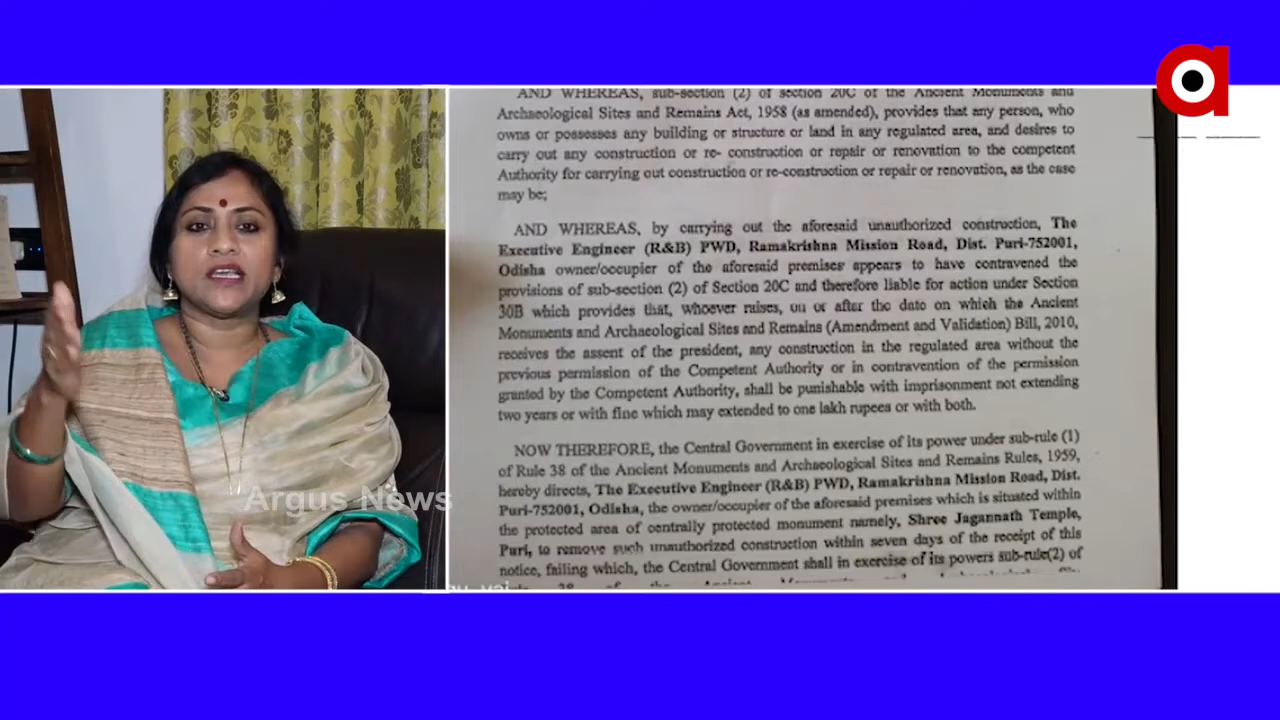 a
AND WHEREAS, sub-section (2) of section 20C of the Ancient Monuments and
Archaeological Sites and Remains Act, 1958 (as amended), provides that any person, who
owns or possesses any building or structure or land in any regulated area, and desires to
carry out any construction or re- construction or repair or renovation to the competent
Authority for carrying out construction or re-construction or repair or renovation, as the case
may be;
AND WHEREAS, by carrying out the aforesaid unauthorized construction, The
Executive Engineer (R&B) PWD, Ramakrishna Mission Road, Dist. Puri-752001,
Odisha owner/occupier of the aforesaid premises appears to have contravened the
provisions of sub-section (2) of Section 20C and therefore liable for action under Section
30B which provides that, whoever raises, on or after the date on which the Ancient
Monuments and Archaeological Sites and Remains (Amendment and Validation) Bill, 2010,
receives the assent of the president, any construction in the regulated area without the
previous permission of the Competent Authority or in contravention of the permission
granted by the Competent Authority, shall be punishable with imprisonment not extending
two years or with fine which may extended to one lakh rupees or with both.
NOW THEREFORE, the Central Government in exercise of its power under sub-rule (1)
of Rule 38 of the Ancient Monuments and Archaeological Sites and Remains Rules, 1959,
hereby directs, The Executive Engineer (R&B) PWD, Ramakrishna Mission Road, Dist.
Puri-752001, Odisha, the owner/occupier of the aforesaid premises which is situated within
the protected area of centrally protected monument namely, Shree Jagannath Temple,
Puri, to remove such unauthorized construction within seven days of the receipt of this
notice, failing which, the Central Government shall in exercise of its powers sub-rule(2) of
Argus News